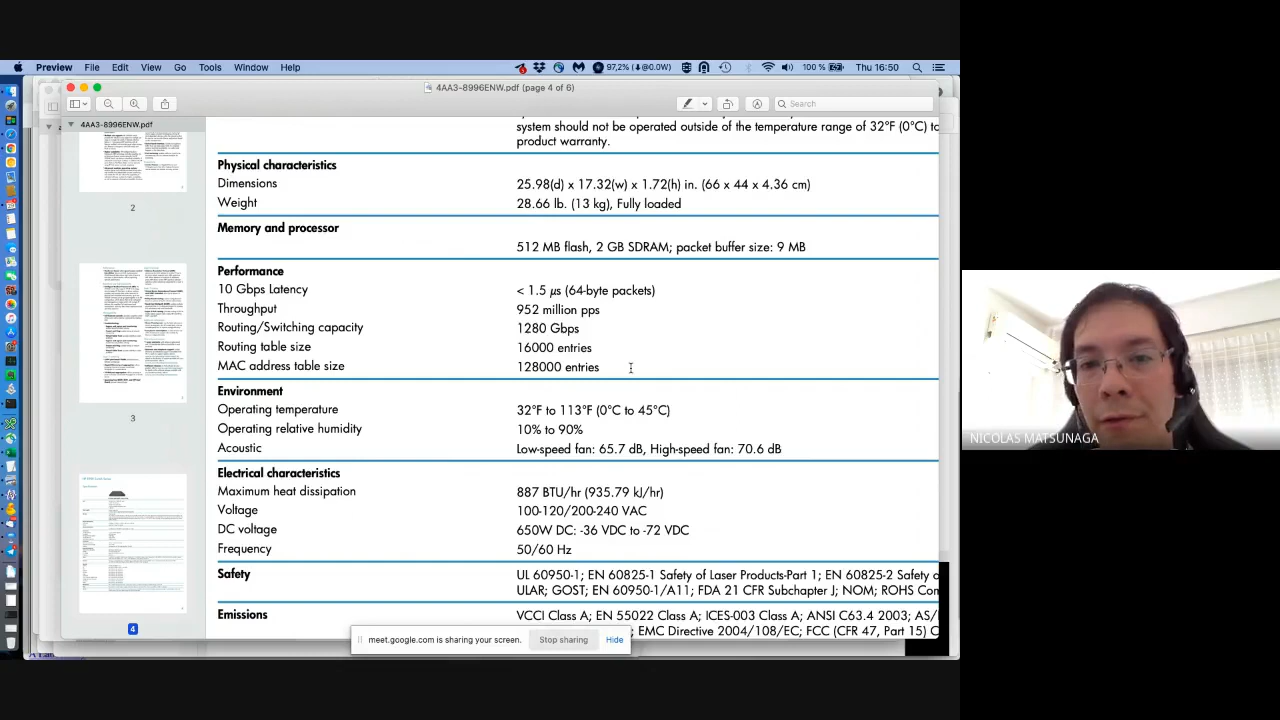 Preview File Edit View Go Tools Window Help 97,2% (⬇@0.0W) 100 % Thu 16:50
4AA3-8996ENW.pdf (page 4 of 6)
Search
4AA3-8996ENW.pdf
2
3
4
system should not be operated outside of the temperature range of 32°F (0°C) to
product warranty.
Physical characteristics
Dimensions 25.98(d) x 17.32(w) x 1.72(h) in. (66 x 44 x 4.36 cm)
Weight 28.66 lb. (13 kg), Fully loaded
Memory and processor
512 MB flash, 2 GB SDRAM; packet buffer size: 9 MB
Performance
10 Gbps Latency < 1.5 µs (64-byte packets)
Throughput 952 million pps
Routing/Switching capacity 1280 Gbps
Routing table size 16000 entries
MAC address table size 128000 entries
Environment
Operating temperature 32°F to 113°F (0°C to 45°C)
Operating relative humidity 10% to 90%
Acoustic Low-speed fan: 65.7 dB, High-speed fan: 70.6 dB
Electrical characteristics
Maximum heat dissipation 887 BTU/hr (935.79 kJ/hr)
Voltage 100-120/200-240 VAC
DC voltage 650W DC: -36 VDC to -72 VDC
Frequency 50/60 Hz
Safety UL 60950-1; EN 60825-1 Safety of Laser Products-Part 1; EN 60825-2 Safety o
ULAR; GOST; EN 60950-1/A11; FDA 21 CFR Subchapter J; NOM; ROHS Com
Emissions VCCI Class A; EN 55022 Class A; ICES-003 Class A; ANSI C63.4 2003; AS/
EMC Directive 2004/108/EC; FCC (CFR 47, Part 15) C
meet.google.com is sharing your screen. Stop sharing Hide
NICOLAS MATSUNAGA